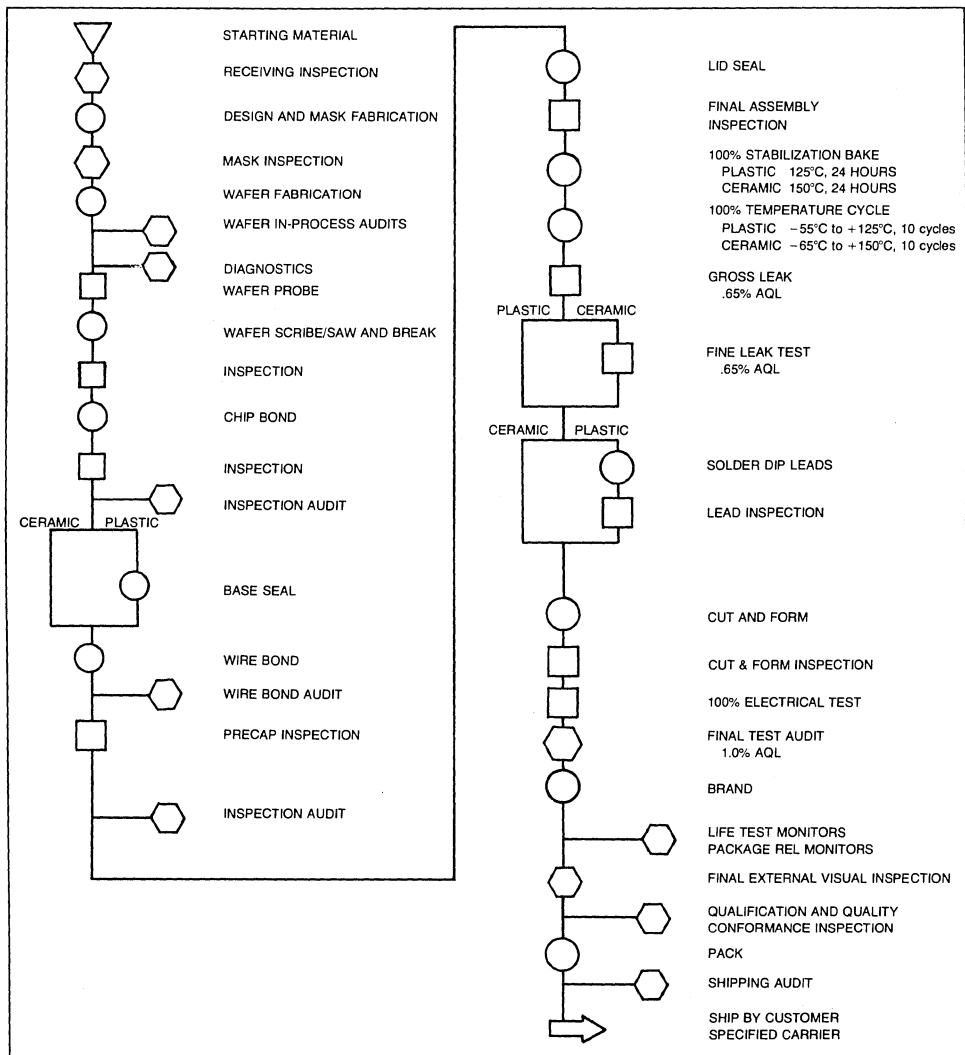 STARTING MATERIAL
RECEIVING INSPECTION
DESIGN AND MASK FABRICATION
MASK INSPECTION
WAFER FABRICATION
WAFER IN-PROCESS AUDITS
DIAGNOSTICS
WAFER PROBE
WAFER SCRIBE/SAW AND BREAK
INSPECTION
CHIP BOND
INSPECTION
INSPECTION AUDIT
CERAMIC PLASTIC
BASE SEAL
WIRE BOND
WIRE BOND AUDIT
PRECAP INSPECTION
INSPECTION AUDIT
LID SEAL
FINAL ASSEMBLY
INSPECTION
100% STABILIZATION BAKE
PLASTIC 125°C, 24 HOURS
CERAMIC 150°C, 24 HOURS
100% TEMPERATURE CYCLE
PLASTIC −55°C to +125°C, 10 cycles
CERAMIC −65°C to +150°C, 10 cycles
GROSS LEAK
.65% AQL
PLASTIC CERAMIC
FINE LEAK TEST
.65% AQL
CERAMIC PLASTIC
SOLDER DIP LEADS
LEAD INSPECTION
CUT AND FORM
CUT & FORM INSPECTION
100% ELECTRICAL TEST
FINAL TEST AUDIT
1.0% AQL
BRAND
LIFE TEST MONITORS
PACKAGE REL MONITORS
FINAL EXTERNAL VISUAL INSPECTION
QUALIFICATION AND QUALITY
CONFORMANCE INSPECTION
PACK
SHIPPING AUDIT
SHIP BY CUSTOMER
SPECIFIED CARRIER